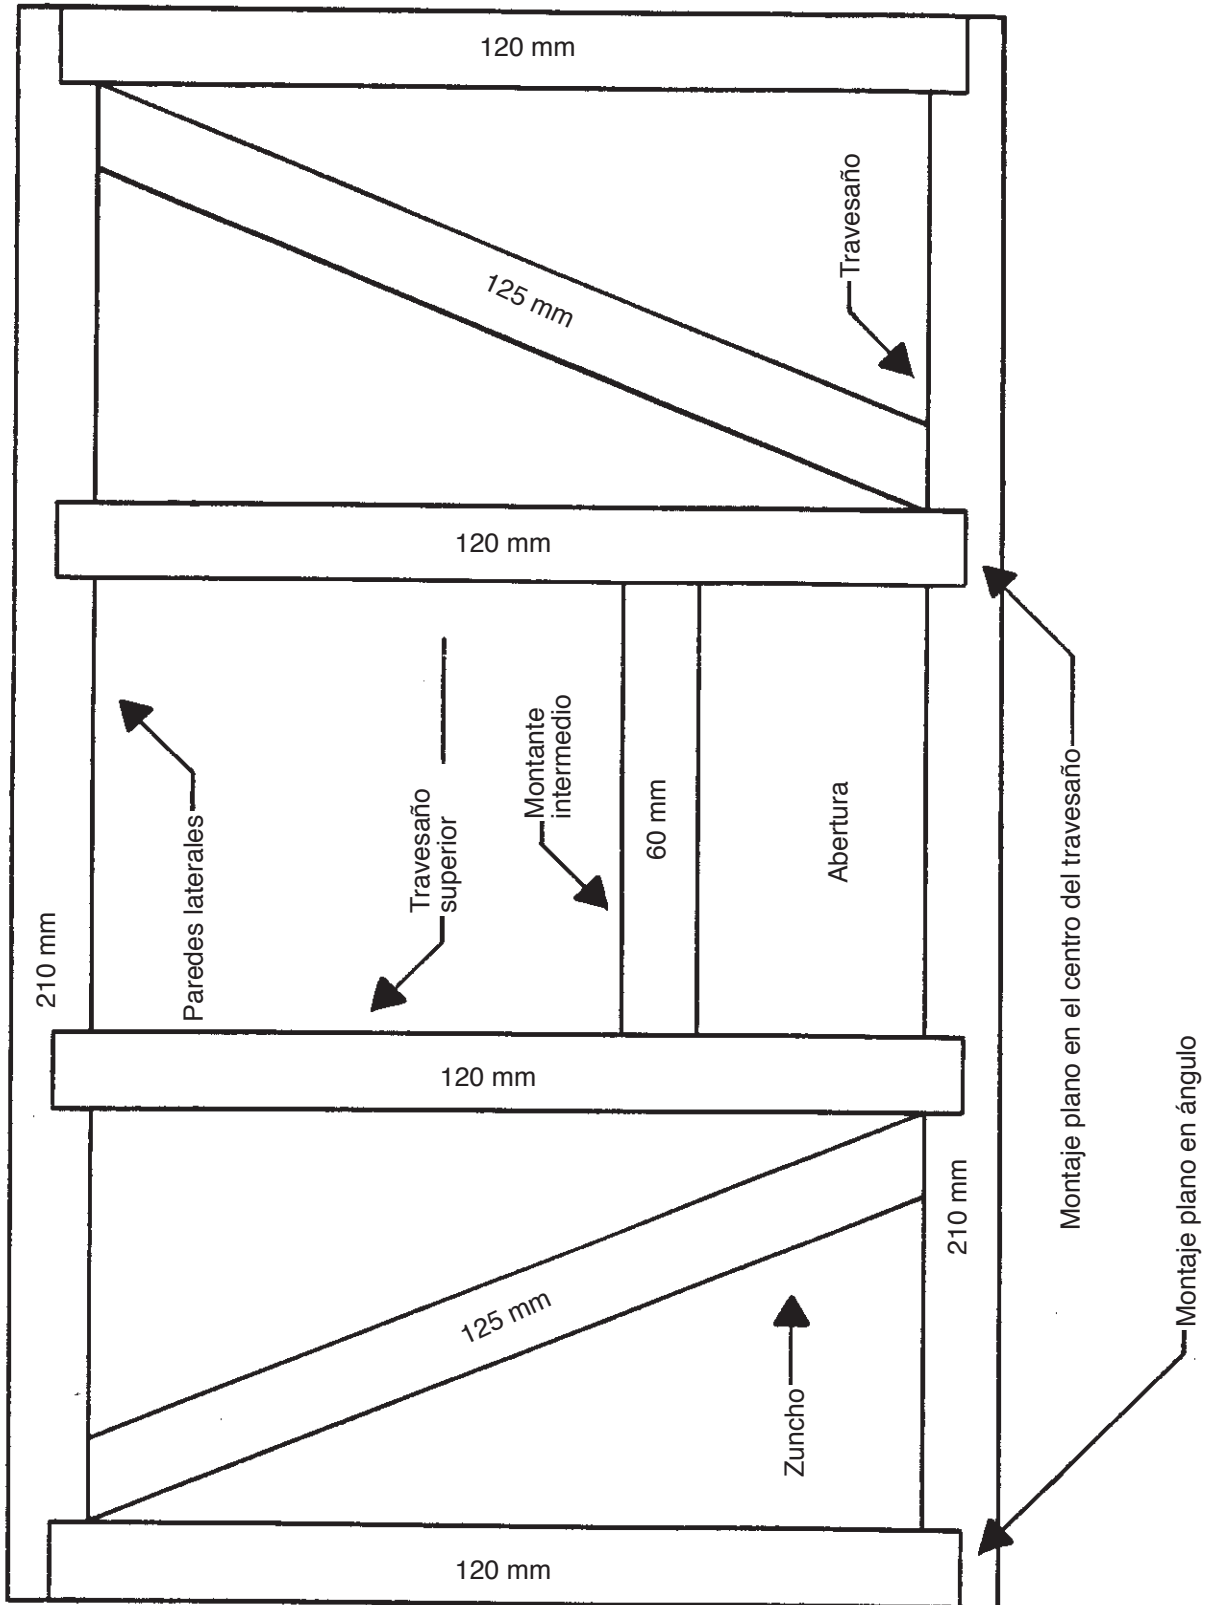 120 mm
Travesaño
125 mm
120 mm
Montante
intermedio
Travesaño
superior
60 mm
Abertura
Paredes laterales
210 mm
Montaje plano en el centro del travesaño
120 mm
Montaje plano en ángulo
210 mm
125 mm
Zuncho
120 mm